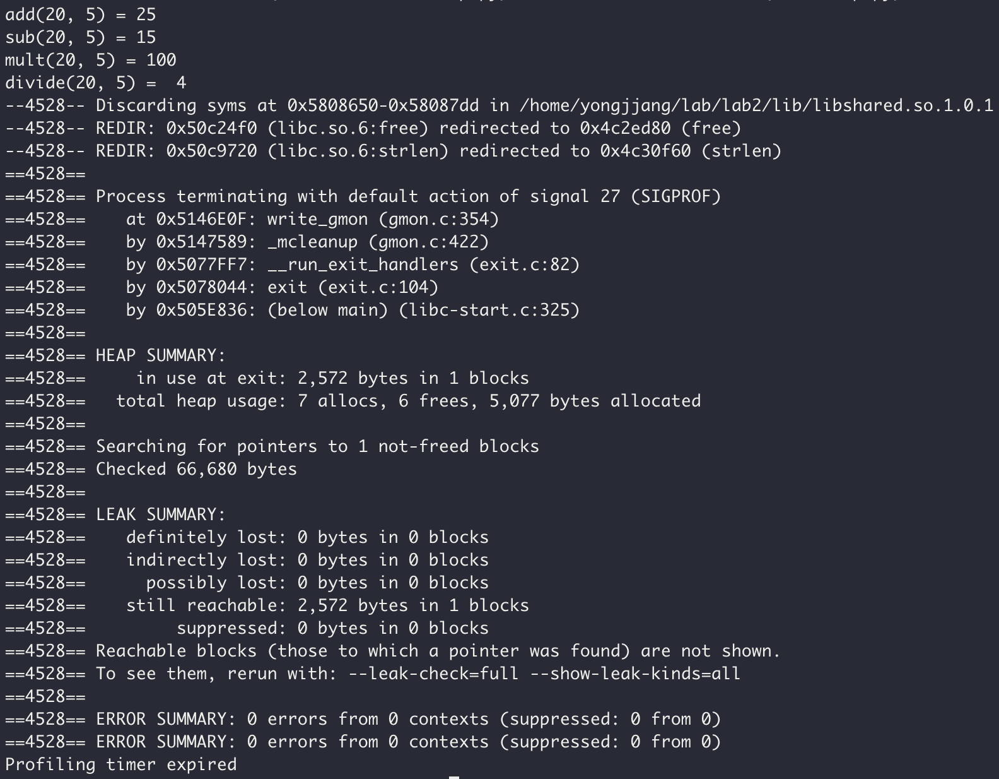 add(20, 5) = 25
sub(20, 5) = 15
mult(20, 5) = 100
divide(20, 5) =  4
--4528-- Discarding syms at 0x5808650-0x58087dd in /home/yongjjang/lab/lab2/lib/libshared.so.1.0.1
--4528-- REDIR: 0x50c24f0 (libc.so.6:free) redirected to 0x4c2ed80 (free)
--4528-- REDIR: 0x50c9720 (libc.so.6:strlen) redirected to 0x4c30f60 (strlen)
==4528==
==4528== Process terminating with default action of signal 27 (SIGPROF)
==4528==    at 0x5146E0F: write_gmon (gmon.c:354)
==4528==    by 0x5147589: _mcleanup (gmon.c:422)
==4528==    by 0x5077FF7: __run_exit_handlers (exit.c:82)
==4528==    by 0x5078044: exit (exit.c:104)
==4528==    by 0x505E836: (below main) (libc-start.c:325)
==4528==
==4528== HEAP SUMMARY:
==4528==     in use at exit: 2,572 bytes in 1 blocks
==4528==   total heap usage: 7 allocs, 6 frees, 5,077 bytes allocated
==4528==
==4528== Searching for pointers to 1 not-freed blocks
==4528== Checked 66,680 bytes
==4528==
==4528== LEAK SUMMARY:
==4528==    definitely lost: 0 bytes in 0 blocks
==4528==    indirectly lost: 0 bytes in 0 blocks
==4528==      possibly lost: 0 bytes in 0 blocks
==4528==    still reachable: 2,572 bytes in 1 blocks
==4528==         suppressed: 0 bytes in 0 blocks
==4528== Reachable blocks (those to which a pointer was found) are not shown.
==4528== To see them, rerun with: --leak-check=full --show-leak-kinds=all
==4528==
==4528== ERROR SUMMARY: 0 errors from 0 contexts (suppressed: 0 from 0)
==4528== ERROR SUMMARY: 0 errors from 0 contexts (suppressed: 0 from 0)
Profiling timer expired